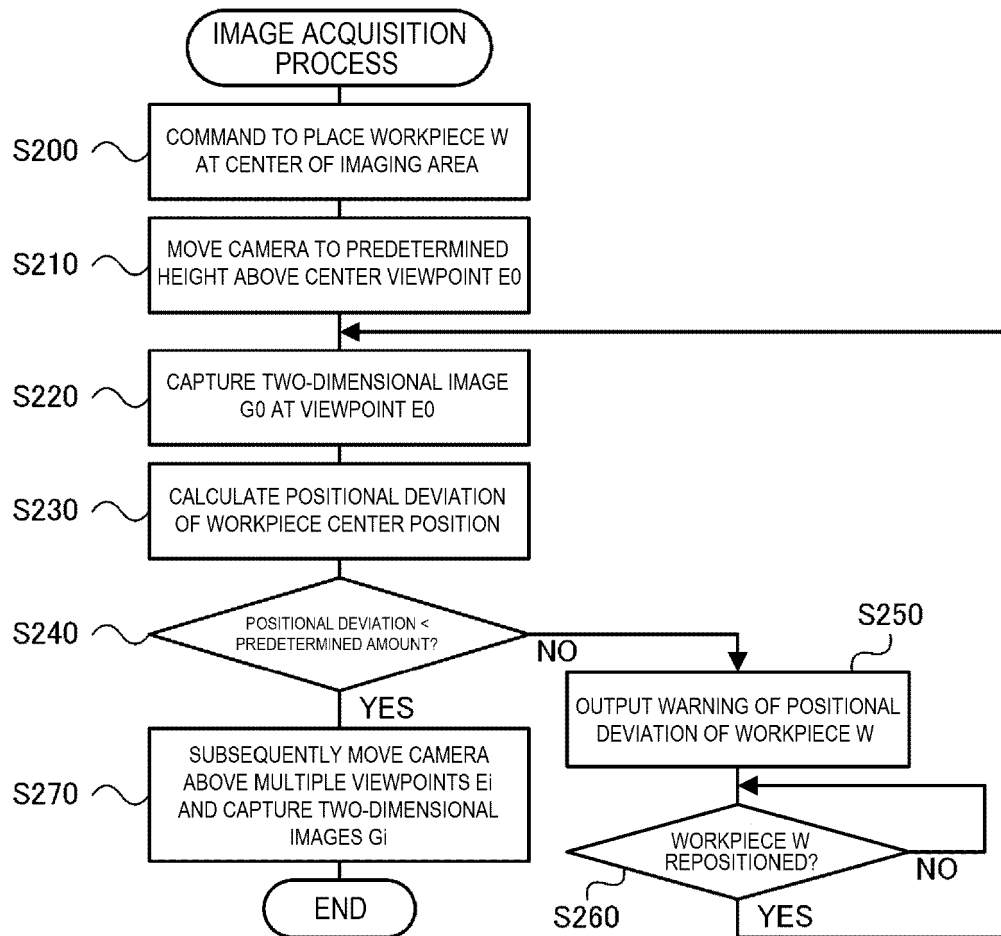 IMAGE ACQUISITION
PROCESS
S200
COMMAND TO PLACE WORKPIECE W
AT CENTER OF IMAGING AREA
S210
MOVE CAMERA TO PREDETERMINED
HEIGHT ABOVE CENTER VIEWPOINT E0
S220
CAPTURE TWO-DIMENSIONAL IMAGE
G0 AT VIEWPOINT E0
S230
CALCULATE POSITIONAL DEVIATION
OF WORKPIECE CENTER POSITION
S240
POSITIONAL DEVIATION <
PREDETERMINED AMOUNT?
NO
YES
S250
OUTPUT WARNING OF POSITIONAL
DEVIATION OF WORKPIECE W
S260
WORKPIECE W
REPOSITIONED?
NO
YES
S270
SUBSEQUENTLY MOVE CAMERA
ABOVE MULTIPLE VIEWPOINTS Ei
AND CAPTURE TWO-DIMENSIONAL
IMAGES Gi
END